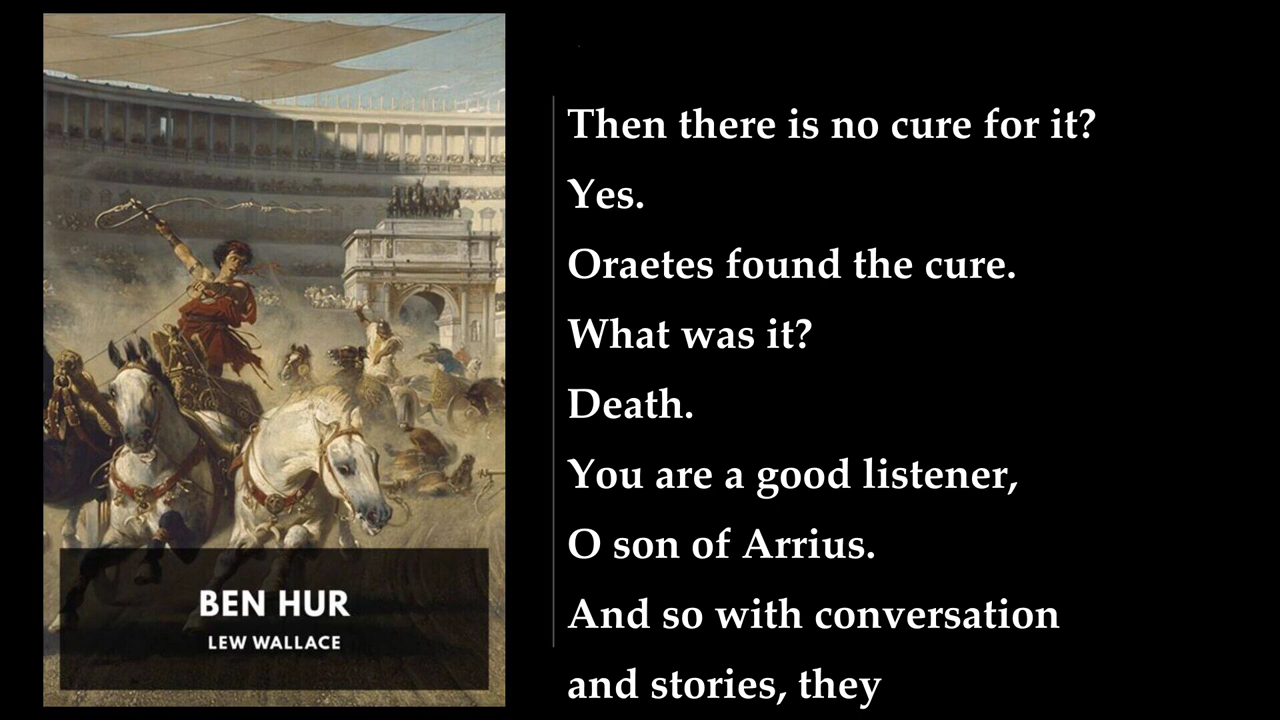 BEN HUR
LEW WALLACE
Then there is no cure for it?
Yes.
Oraetes found the cure.
What was it?
Death.
You are a good listener,
O son of Arrius.
And so with conversation
and stories, they